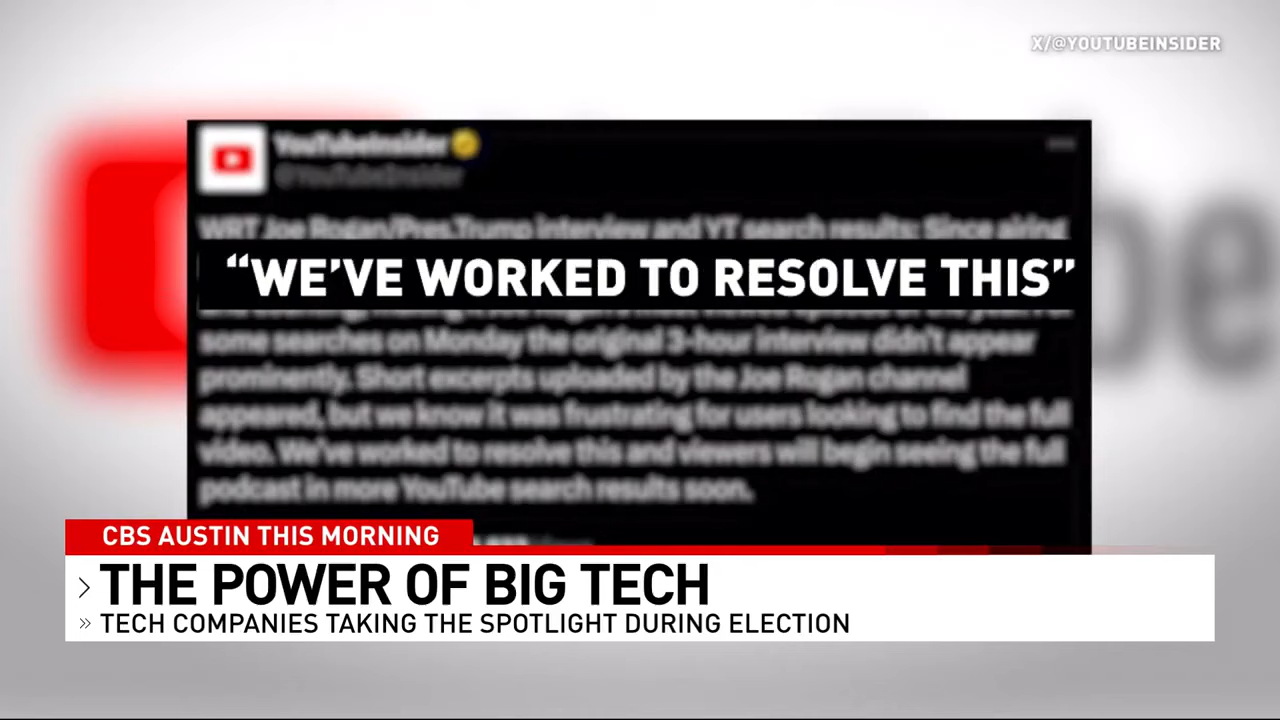 X/@YOUTUBEINSIDER
YouTubeInsider
@YouTubeInsider
WRT Joe Rogan/Pres.Trump interview and YT search results: Since airing
“WE’VE WORKED TO RESOLVE THIS”
some searches on Monday the original 3-hour interview didn't appear
prominently. Short excerpts uploaded by the Joe Rogan channel
appeared, but we know it was frustrating for users looking to find the full
video. We've worked to resolve this and viewers will begin seeing the full
podcast in more YouTube search results soon.
CBS AUSTIN THIS MORNING
THE POWER OF BIG TECH
TECH COMPANIES TAKING THE SPOTLIGHT DURING ELECTION